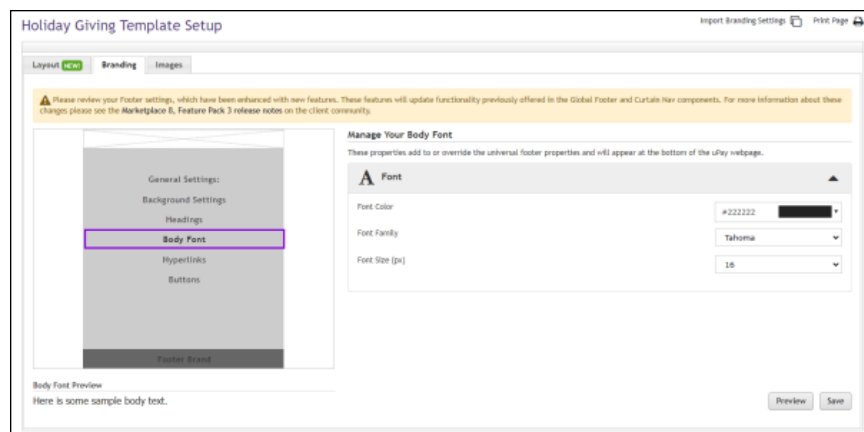 Holiday Giving Template Setup
Import Branding Settings
Print Page
Layout NEW!
Branding
Images
Please review your Footer settings, which have been enhanced with new features. These features will update functionality previously offered in the Global Footer and Curtain Nav components. For more information about these
changes please see the Marketplace 8, Feature Pack 3 release notes on the client community.
General Settings:
Background Settings
Headings
Body Font
Hyperlinks
Buttons
Footer Brand
Manage Your Body Font
These properties add to or override the universal footer properties and will appear at the bottom of the uPay webpage.
A Font
Font Color
#222222
Font Family
Tahoma
Font Size (px)
16
Body Font Preview
Here is some sample body text.
Preview
Save